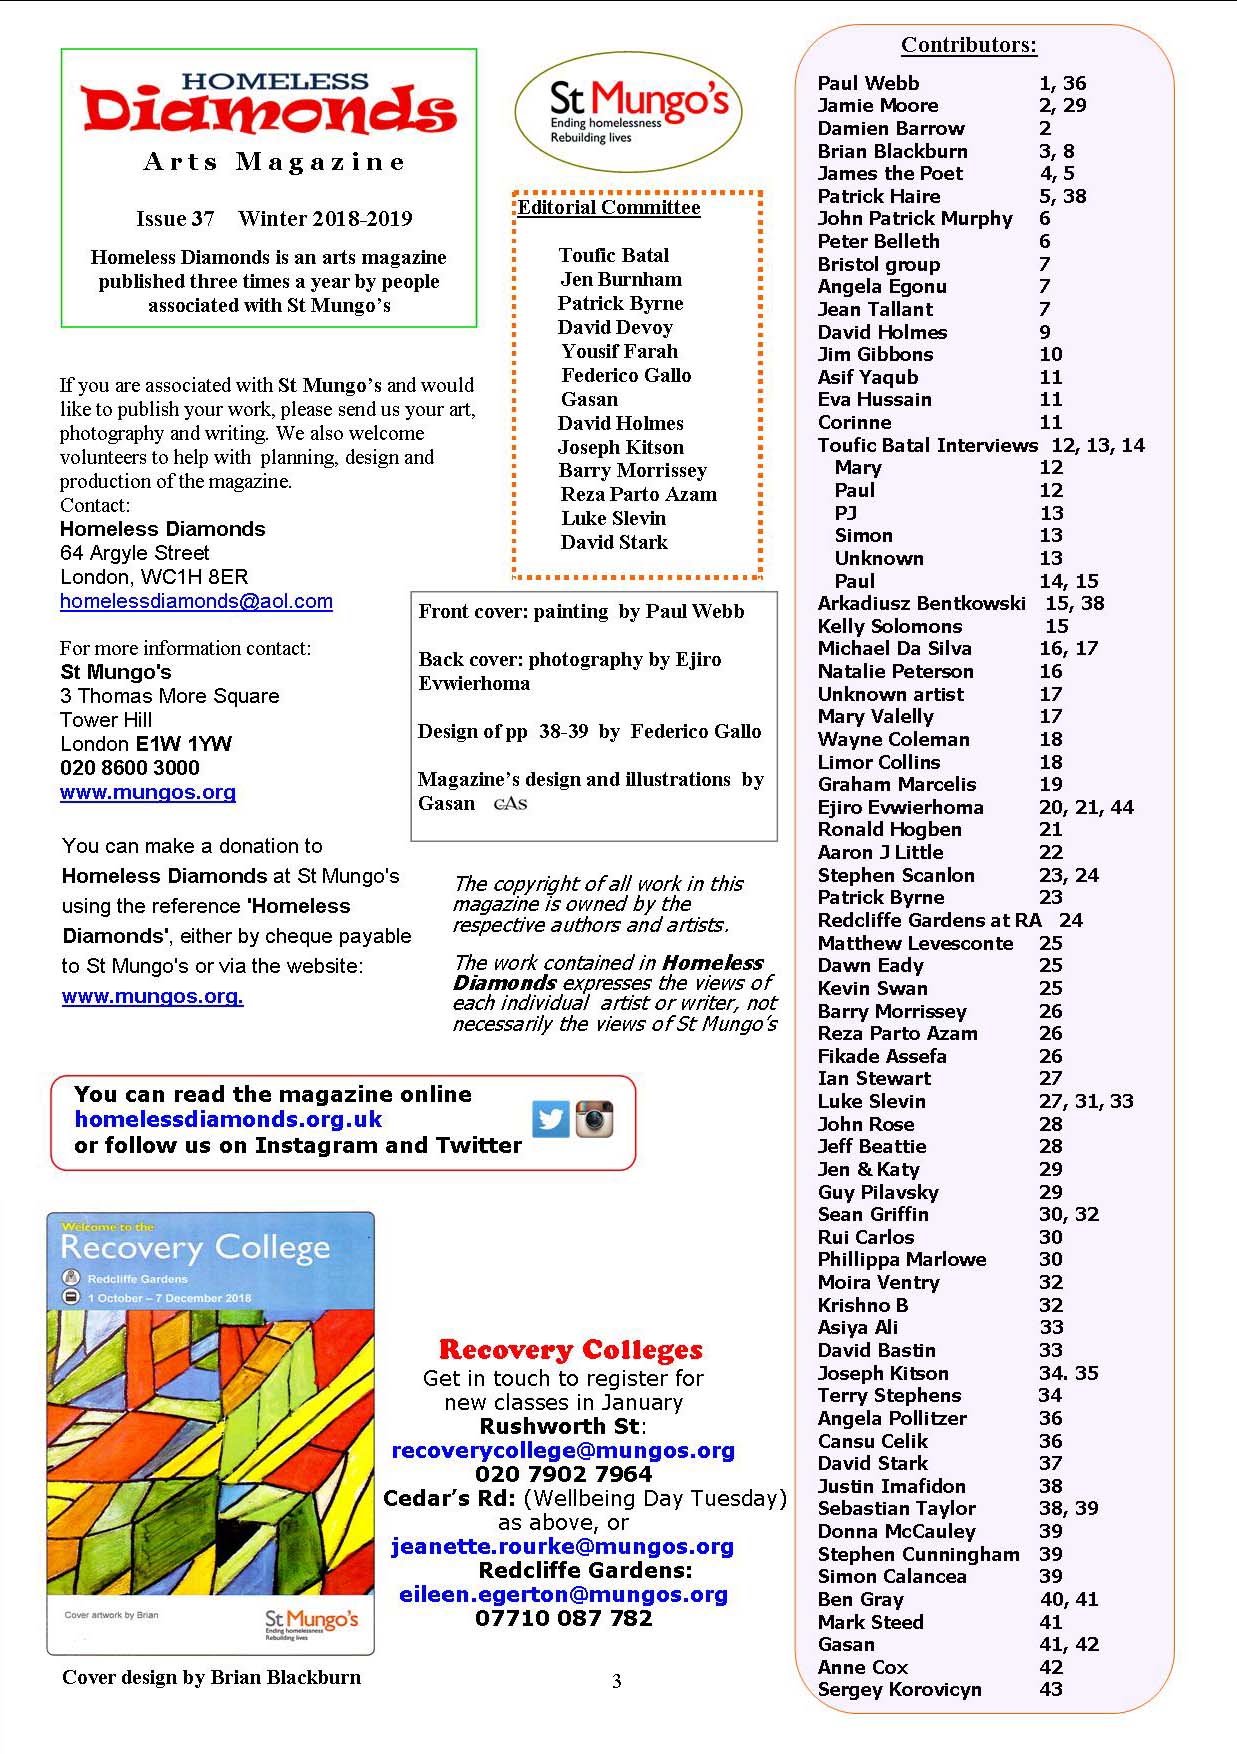 HOMELESS
Diamonds
Arts Magazine
Issue 37 Winter 2018-2019
Homeless Diamonds is an arts magazine
published three times a year by people
associated with St Mungo's
If you are associated with St Mungo's and would
like to publish your work, please send us your art,
photography and writing. We also welcome
volunteers to help with planning, design and
production of the magazine.
Contact:
Homeless Diamonds
64 Argyle Street
London, WC1H 8ER
homelessdiamonds@aol.com
For more information contact:
St Mungo's
3 Thomas More Square
Tower Hill
London E1W 1YW
020 8600 3000
www.mungos.org
You can make a donation to
Homeless Diamonds at St Mungo's
using the reference 'Homeless
Diamonds', either by cheque payable
to St Mungo's or via the website:
www.mungos.org.
St Mungo's
Ending homelessness
Rebuilding lives
Editorial Committee
Toufic Batal
Jen Burnham
Patrick Byrne
David Devoy
Yousif Farah
Federico Gallo
Gasan
David Holmes
Joseph Kitson
Barry Morrissey
Reza Parto Azam
Luke Slevin
David Stark
Front cover: painting by Paul Webb
Back cover: photography by Ejiro
Evwierhoma
Design of pp 38-39 by Federico Gallo
Magazine's design and illustrations by
Gasan GAS
The copyright of all work in this
magazine is owned by the
respective authors and artists.
The work contained in Homeless
Diamonds expresses the views of
each individual artist or writer, not
necessarily the views of St Mungo's
You can read the magazine online
homelessdiamonds.org.uk
or follow us on Instagram and Twitter
Welcome to the
Recovery College
Redcliffe Gardens
1 October – 7 December 2018
Cover artwork by Brian
St Mungo's
Ending homelessness
Rebuilding lives
Cover design by Brian Blackburn
Recovery Colleges
Get in touch to register for
new classes in January
Rushworth St:
recoverycollege@mungos.org
020 7902 7964
Cedar's Rd: (Wellbeing Day Tuesday)
as above, or
jeanette.rourke@mungos.org
Redcliffe Gardens:
eileen.egerton@mungos.org
07710 087 782
3
Contributors:
Paul Webb 1, 36
Jamie Moore 2, 29
Damien Barrow 2
Brian Blackburn 3, 8
James the Poet 4, 5
Patrick Haire 5, 38
John Patrick Murphy 6
Peter Belleth 6
Bristol group 7
Angela Egonu 7
Jean Tallant 7
David Holmes 9
Jim Gibbons 10
Asif Yaqub 11
Eva Hussain 11
Corinne 11
Toufic Batal Interviews 12, 13, 14
Mary 12
Paul 12
PJ 13
Simon 13
Unknown 13
Paul 14, 15
Arkadiusz Bentkowski 15, 38
Kelly Solomons 15
Michael Da Silva 16, 17
Natalie Peterson 16
Unknown artist 17
Mary Valelly 17
Wayne Coleman 18
Limor Collins 18
Graham Marcelis 19
Ejiro Evwierhoma 20, 21, 44
Ronald Hogben 21
Aaron J Little 22
Stephen Scanlon 23, 24
Patrick Byrne 23
Redcliffe Gardens at RA 24
Matthew Levesconte 25
Dawn Eady 25
Kevin Swan 25
Barry Morrissey 26
Reza Parto Azam 26
Fikade Assefa 26
Ian Stewart 27
Luke Slevin 27, 31, 33
John Rose 28
Jeff Beattie 28
Jen & Katy 29
Guy Pilavsky 29
Sean Griffin 30, 32
Rui Carlos 30
Phillippa Marlowe 30
Moira Ventry 32
Krishno B 32
Asiya Ali 33
David Bastin 33
Joseph Kitson 34. 35
Terry Stephens 34
Angela Pollitzer 36
Cansu Celik 36
David Stark 37
Justin Imafidon 38
Sebastian Taylor 38, 39
Donna McCauley 39
Stephen Cunningham 39
Simon Calancea 39
Ben Gray 40, 41
Mark Steed 41
Gasan 41, 42
Anne Cox 42
Sergey Korovicyn 43